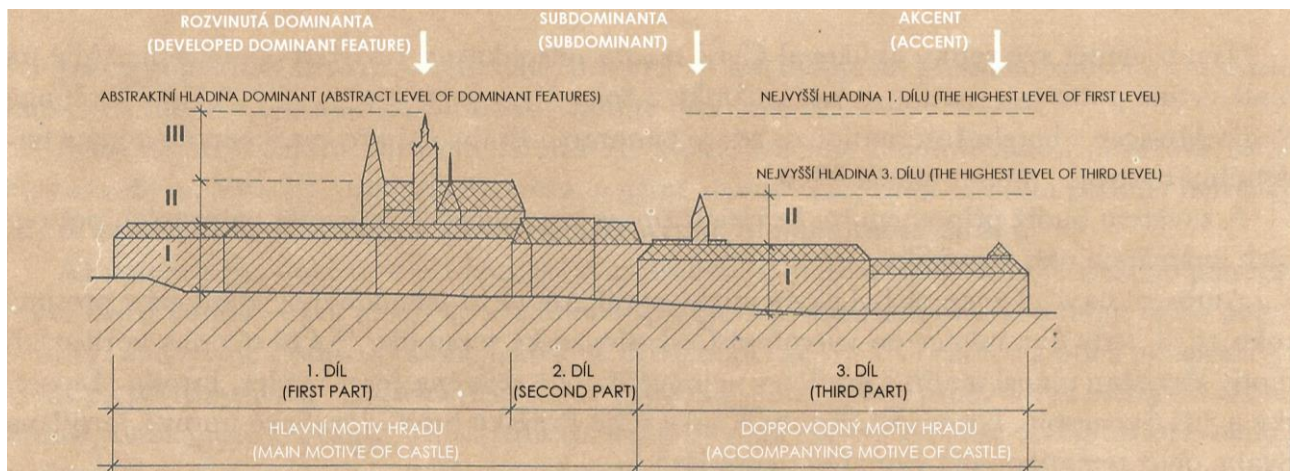 ROZVINUTÁ DOMINANTA
(DEVELOPED DOMINANT FEATURE)
SUBDOMINANTA
(SUBDOMINANT)
AKCENT
(ACCENT)
ABSTRAKTNÍ HLADINA DOMINANT (ABSTRACT LEVEL OF DOMINANT FEATURES)
NEJVYŠŠÍ HLADINA 1. DÍLU (THE HIGHEST LEVEL OF FIRST LEVEL)
III
NEJVYŠŠÍ HLADINA 3. DÍLU (THE HIGHEST LEVEL OF THIRD LEVEL)
II
II
I
I
1. DÍL
(FIRST PART)
2. DÍL
(SECOND PART)
3. DÍL
(THIRD PART)
HLAVNÍ MOTIV HRADU
(MAIN MOTIVE OF CASTLE)
DOPROVODNÝ MOTIV HRADU
(ACCOMPANYING MOTIVE OF CASTLE)